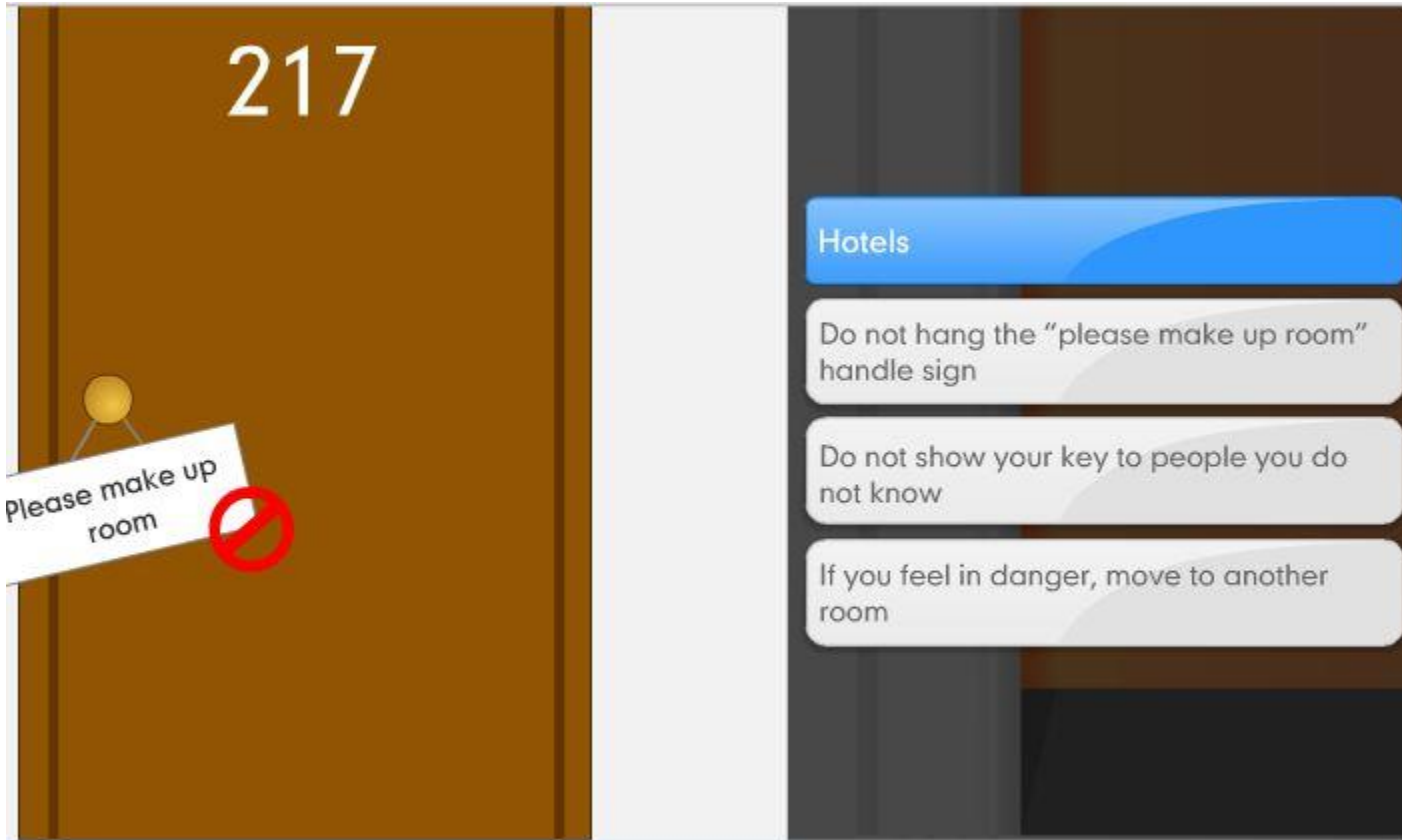 217
Please make up
room
Hotels
Do not hang the “please make up room”
handle sign
Do not show your key to people you do
not know
If you feel in danger, move to another
room